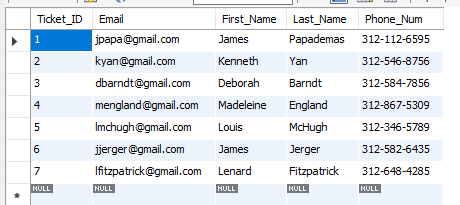 Ticket_ID Email First_Name Last_Name Phone_Num
1 jpapa@gmail.com James Papademas 312-112-6595
2 kyan@gmail.com Kenneth Yan 312-546-8756
3 dbarndt@gmail.com Deborah Barndt 312-584-7856
4 mengland@gmail.com Madeleine England 312-867-5309
5 lmchugh@gmail.com Louis McHugh 312-346-5789
6 jjerger@gmail.com James Jerger 312-582-6435
7 lfitzpatrick@gmail.com Lenard Fitzpatrick 312-648-4285
NULL NULL NULL NULL NULL